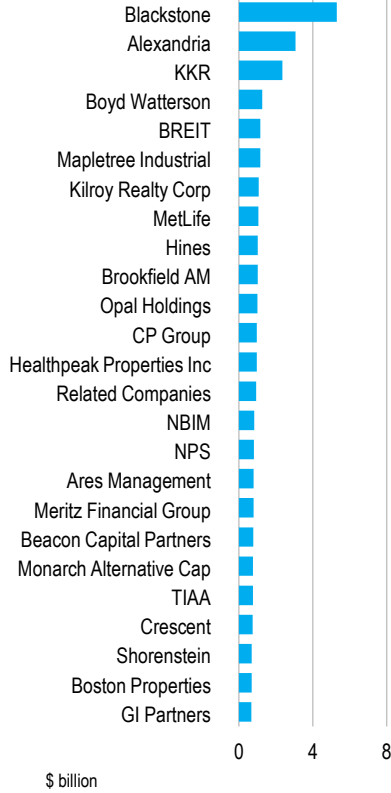 Blackstone
Alexandria
KKR
Boyd Watterson
BREIT
Mapletree Industrial
Kilroy Realty Corp
MetLife
Hines
Brookfield AM
Opal Holdings
CP Group
Healthpeak Properties Inc
Related Companies
NBIM
NPS
Ares Management
Meritz Financial Group
Beacon Capital Partners
Monarch Alternative Cap
TIAA
Crescent
Shorenstein
Boston Properties
GI Partners
0 4 8
$ billion